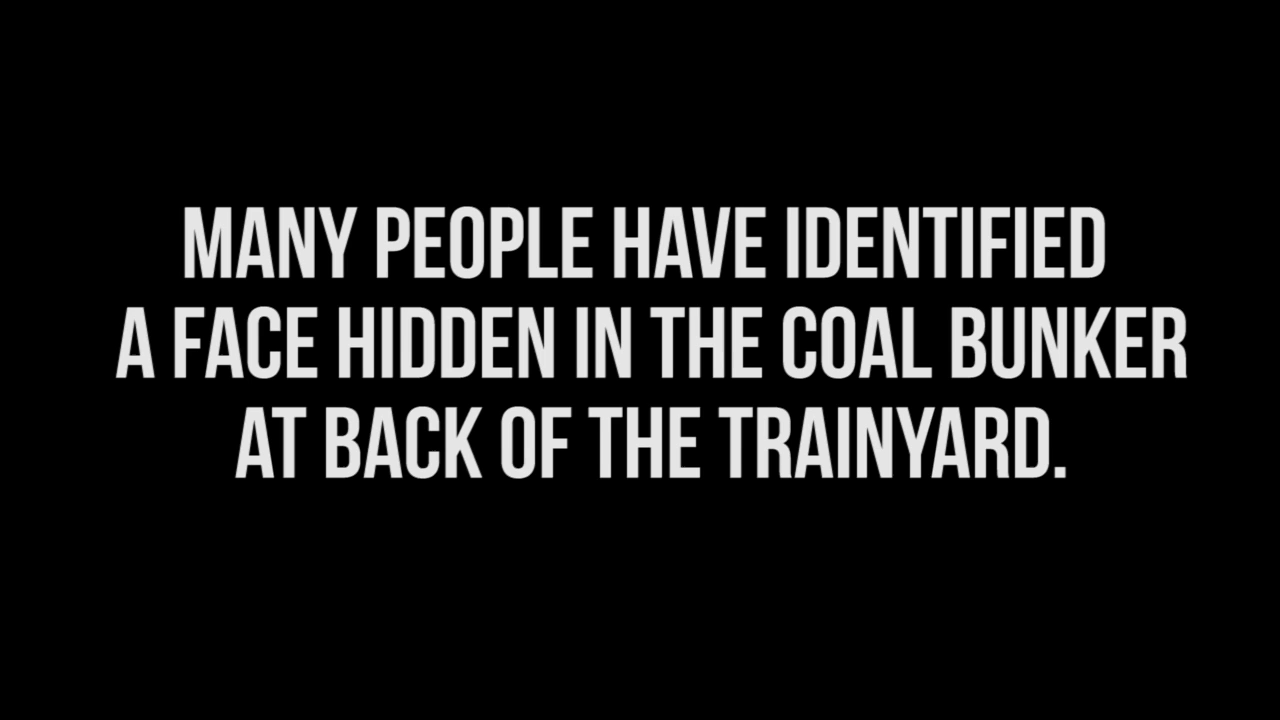 MANY PEOPLE HAVE IDENTIFIED
A FACE HIDDEN IN THE COAL BUNKER
AT BACK OF THE TRAINYARD.